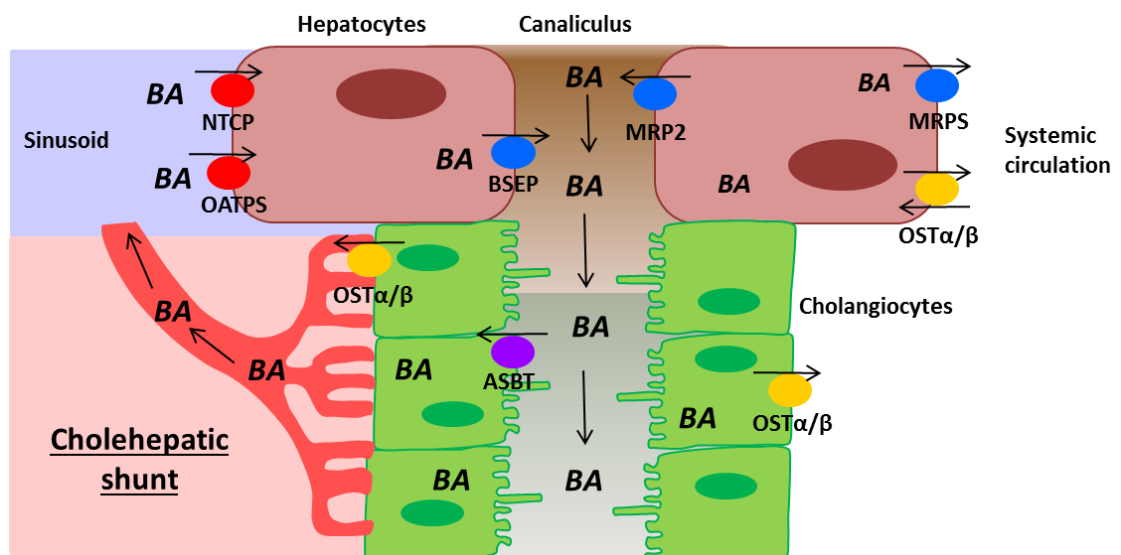 Hepatocytes
Canaliculus
BA
NTCP
BA
OATPS
Sinusoid
BA
BSEP
BA
BA
MRP2
BA
MRPS
BA
OSTα/β
Systemic
circulation
OSTα/β
BA
BA
Cholehepatic
shunt
BA
BA
ASBT
BA
BA
Cholangiocytes
BA
OSTα/β